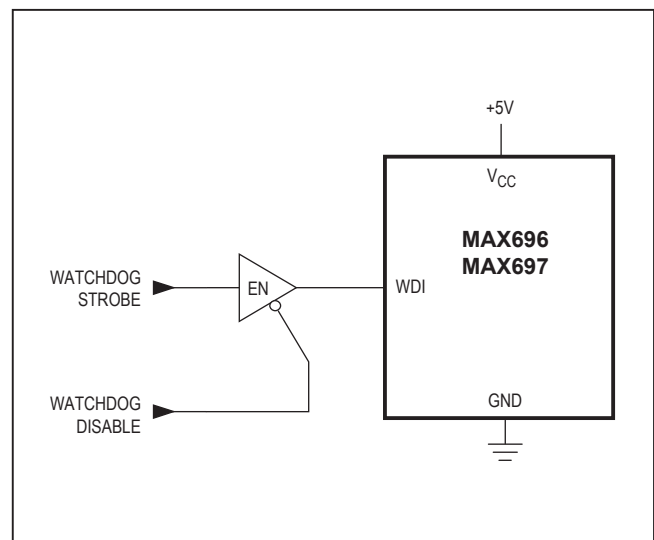 +5V
VCC
MAX696
MAX697
WATCHDOG
STROBE
EN
WDI
WATCHDOG
DISABLE
GND